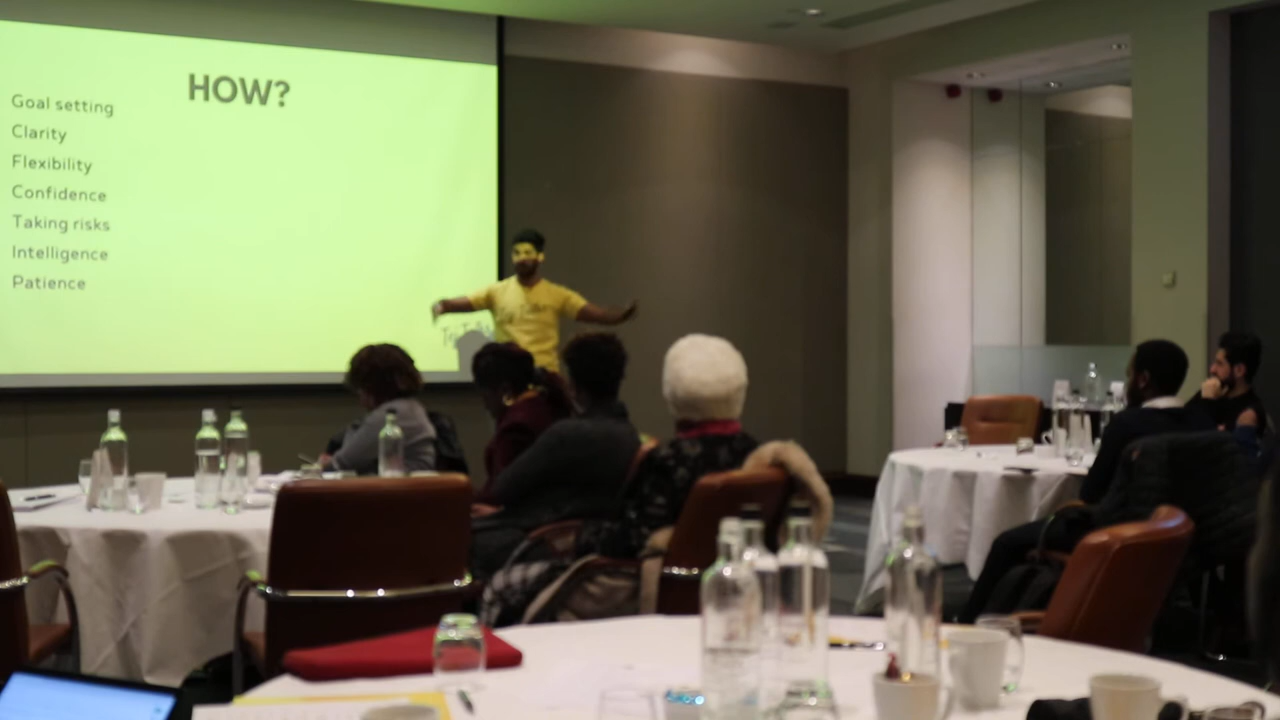 HOW?
Goal setting
Clarity
Flexibility
Confidence
Taking risks
Intelligence
Patience